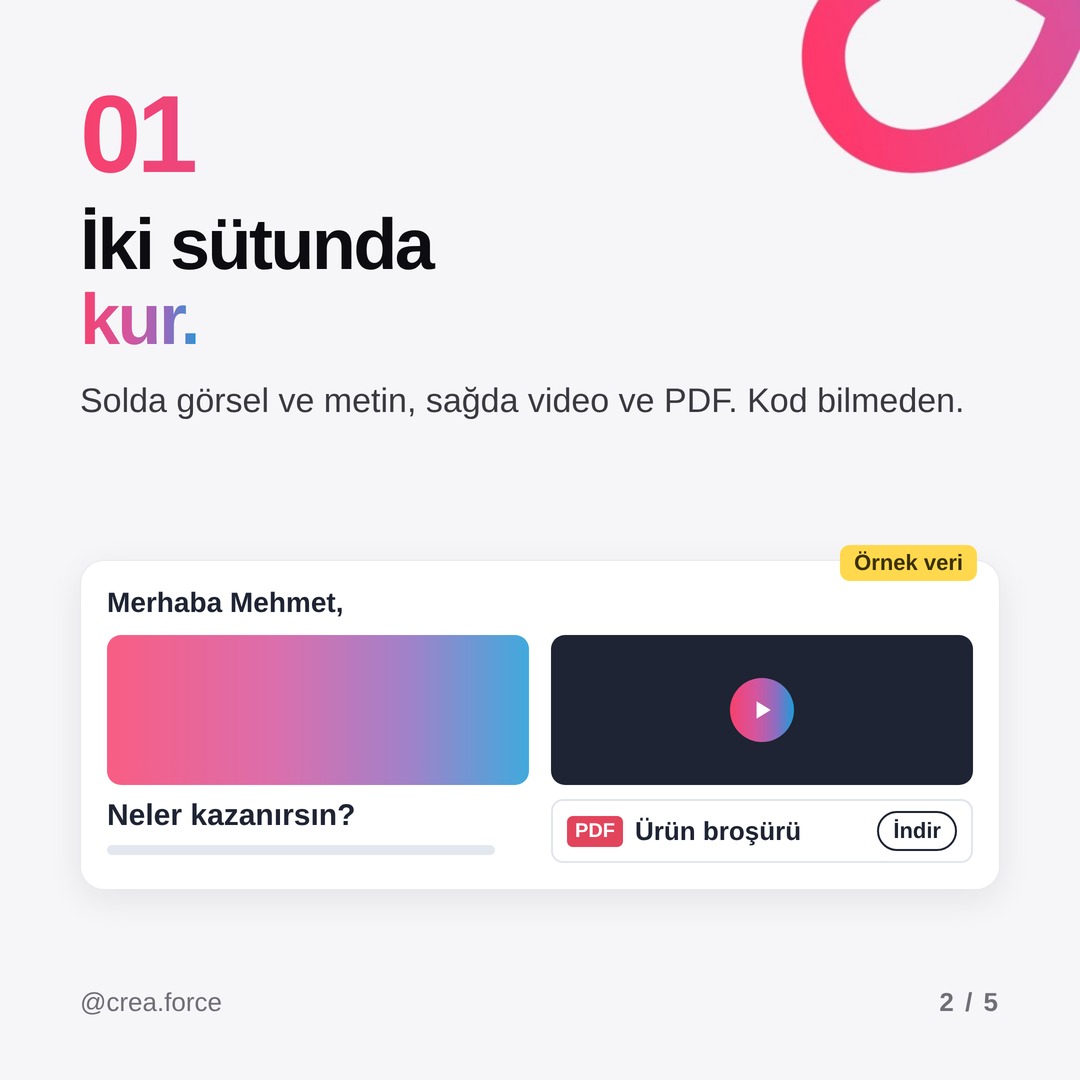 01
İki sütunda
kur.
Solda görsel ve metin, sağda video ve PDF. Kod bilmeden.
Örnek veri
Merhaba Mehmet,
Neler kazanırsın?
PDF Ürün broşürü İndir
@crea.force
2 / 5